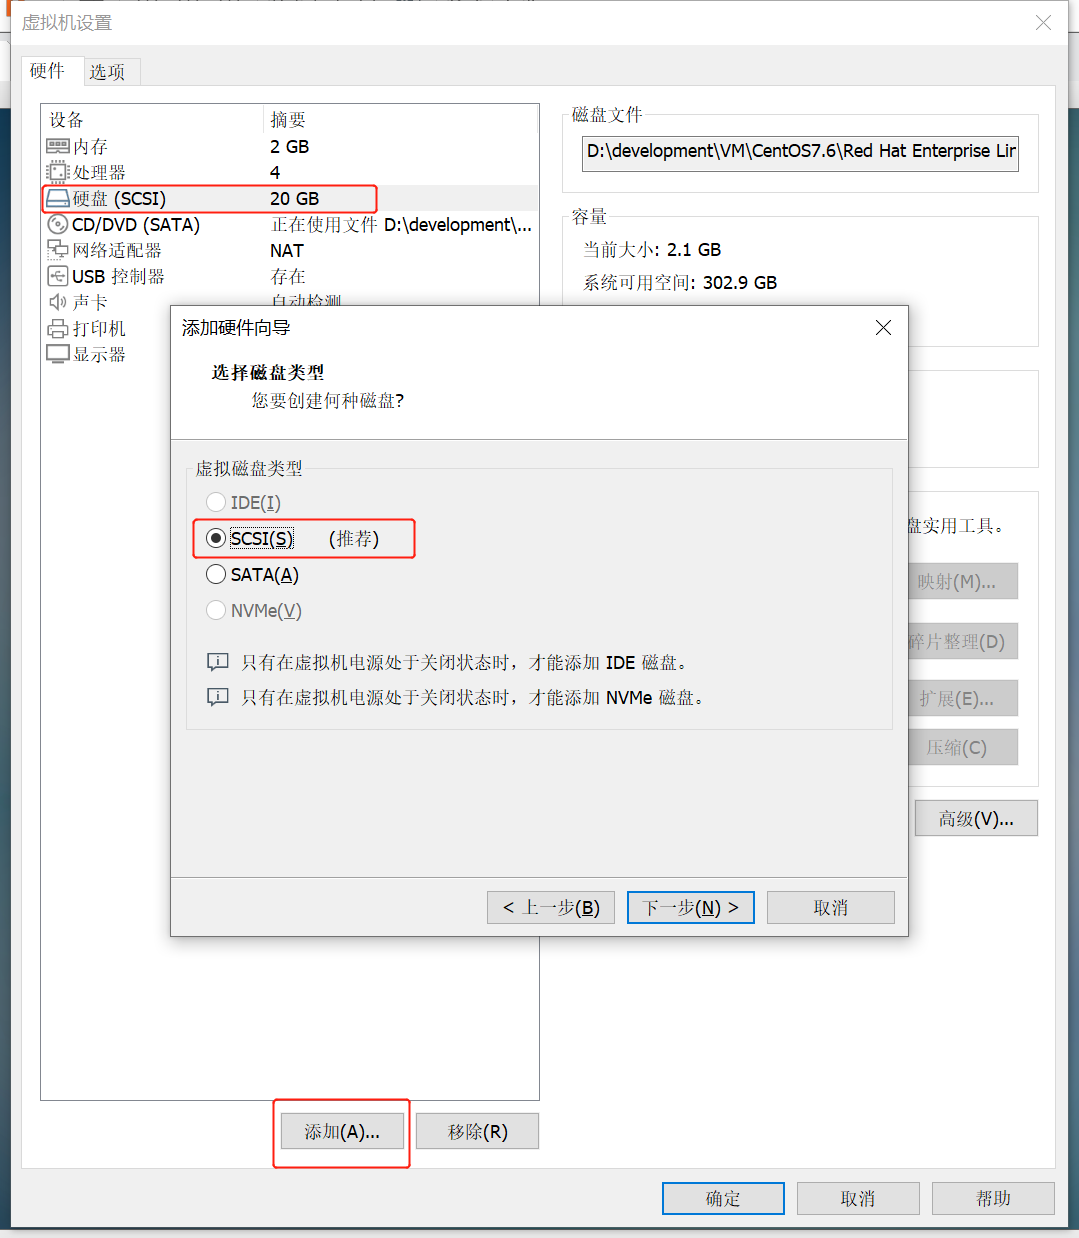 虚拟机设置
硬件 选项
设备 摘要
内存 2 GB
处理器 4
硬盘 (SCSI) 20 GB
CD/DVD (SATA) 正在使用文件 D:\development\...
网络适配器 NAT
USB 控制器 存在
声卡 自动检测
打印机
显示器
磁盘文件
D:\development\VM\CentOS7.6\Red Hat Enterprise Lir
容量
当前大小: 2.1 GB
系统可用空间: 302.9 GB
添加硬件向导
选择磁盘类型
您要创建何种磁盘?
虚拟磁盘类型
IDE(I)
SCSI(S) (推荐)
SATA(A)
NVMe(V)
只有在虚拟机电源处于关闭状态时，才能添加 IDE 磁盘。
只有在虚拟机电源处于关闭状态时，才能添加 NVMe 磁盘。
< 上一步(B) 下一步(N) > 取消
盘实用工具。
映射(M)...
碎片整理(D)
扩展(E)...
压缩(C)
高级(V)...
添加(A)... 移除(R)
确定 取消 帮助